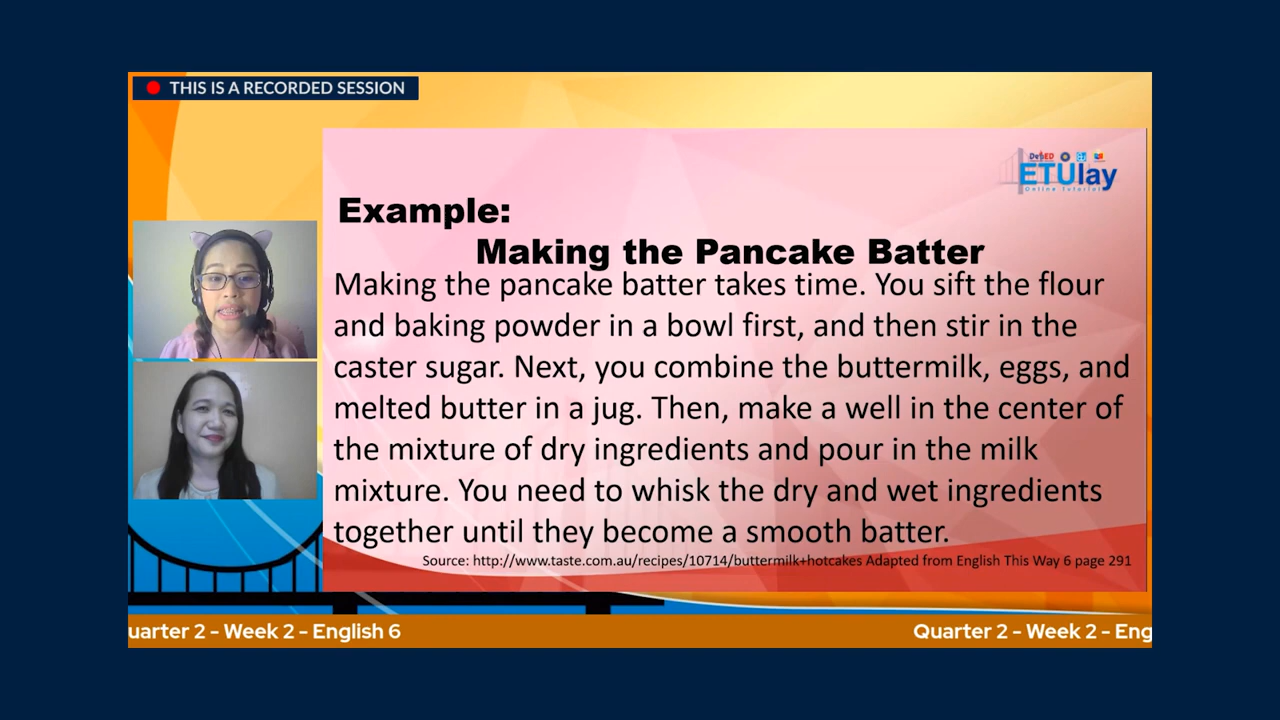 THIS IS A RECORDED SESSION
DepED
ETUlay
Online Tutorial
Example:
Making the Pancake Batter
Making the pancake batter takes time. You sift the flour
and baking powder in a bowl first, and then stir in the
caster sugar. Next, you combine the buttermilk, eggs, and
melted butter in a jug. Then, make a well in the center of
the mixture of dry ingredients and pour in the milk
mixture. You need to whisk the dry and wet ingredients
together until they become a smooth batter.
Source: http://www.taste.com.au/recipes/10714/buttermilk+hotcakes Adapted from English This Way 6 page 291
uarter 2 - Week 2 - English 6
Quarter 2 - Week 2 - Eng